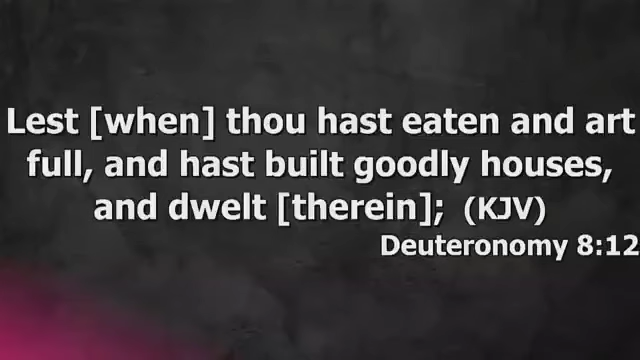 Lest [when] thou hast eaten and art
full, and hast built goodly houses,
and dwelt [therein]; (KJV)
Deuteronomy 8:12